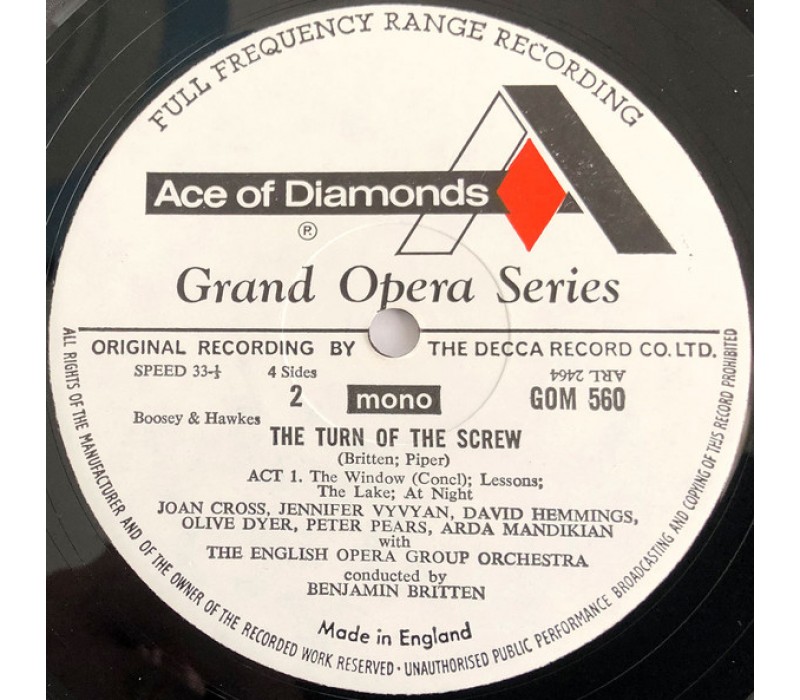 FULL FREQUENCY RANGE RECORDING
Ace of Diamonds
℗
Grand Opera Series
ORIGINAL RECORDING BY THE DECCA RECORD CO. LTD.
SPEED 33-⅓ 4 Sides ARL 2464
2 mono GOM 560
Boosey & Hawkes
THE TURN OF THE SCREW
(Britten; Piper)
ACT 1. The Window (Concl); Lessons;
The Lake; At Night
JOAN CROSS, JENNIFER VYVYAN, DAVID HEMMINGS,
OLIVE DYER, PETER PEARS, ARDA MANDIKIAN
with
THE ENGLISH OPERA GROUP ORCHESTRA
conducted by
BENJAMIN BRITTEN
Made in England
ALL RIGHTS OF THE MANUFACTURER AND OF THE OWNER OF THE RECORDED WORK RESERVED · UNAUTHORISED PUBLIC PERFORMANCE BROADCASTING AND COPYING OF THIS RECORD PROHIBITED